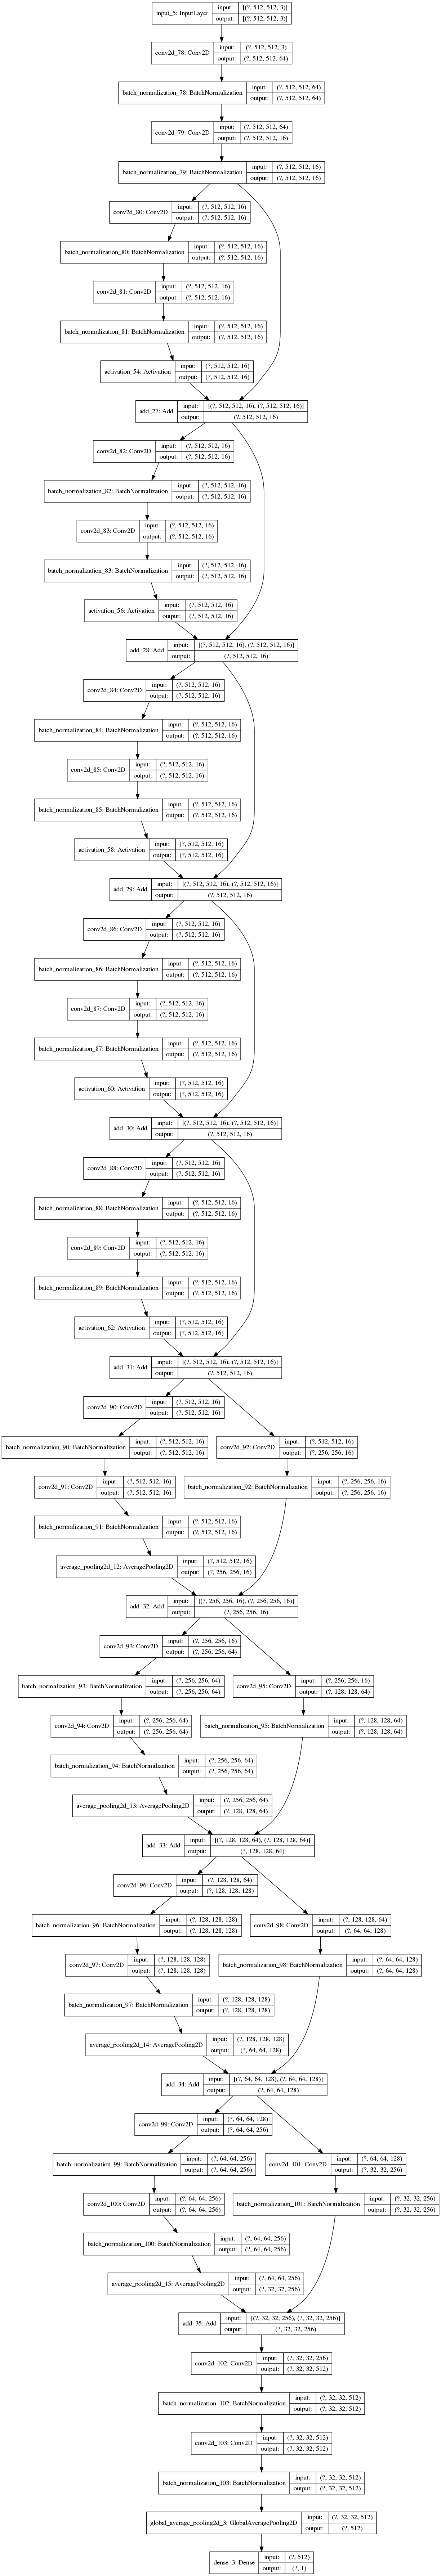 input_5: InputLayer
input: [(?, 512, 512, 3)]
output: [(?, 512, 512, 3)]
conv2d_78: Conv2D
input: (?, 512, 512, 3)
output: (?, 512, 512, 64)
batch_normalization_78: BatchNormalization
input: (?, 512, 512, 64)
output: (?, 512, 512, 64)
conv2d_79: Conv2D
input: (?, 512, 512, 64)
output: (?, 512, 512, 16)
batch_normalization_79: BatchNormalization
input: (?, 512, 512, 16)
output: (?, 512, 512, 16)
conv2d_80: Conv2D
input: (?, 512, 512, 16)
output: (?, 512, 512, 16)
batch_normalization_80: BatchNormalization
input: (?, 512, 512, 16)
output: (?, 512, 512, 16)
conv2d_81: Conv2D
input: (?, 512, 512, 16)
output: (?, 512, 512, 16)
batch_normalization_81: BatchNormalization
input: (?, 512, 512, 16)
output: (?, 512, 512, 16)
activation_54: Activation
input: (?, 512, 512, 16)
output: (?, 512, 512, 16)
add_27: Add
input: [(?, 512, 512, 16), (?, 512, 512, 16)]
output: (?, 512, 512, 16)
conv2d_82: Conv2D
input: (?, 512, 512, 16)
output: (?, 512, 512, 16)
batch_normalization_82: BatchNormalization
input: (?, 512, 512, 16)
output: (?, 512, 512, 16)
conv2d_83: Conv2D
input: (?, 512, 512, 16)
output: (?, 512, 512, 16)
batch_normalization_83: BatchNormalization
input: (?, 512, 512, 16)
output: (?, 512, 512, 16)
activation_56: Activation
input: (?, 512, 512, 16)
output: (?, 512, 512, 16)
add_28: Add
input: [(?, 512, 512, 16), (?, 512, 512, 16)]
output: (?, 512, 512, 16)
conv2d_84: Conv2D
input: (?, 512, 512, 16)
output: (?, 512, 512, 16)
batch_normalization_84: BatchNormalization
input: (?, 512, 512, 16)
output: (?, 512, 512, 16)
conv2d_85: Conv2D
input: (?, 512, 512, 16)
output: (?, 512, 512, 16)
batch_normalization_85: BatchNormalization
input: (?, 512, 512, 16)
output: (?, 512, 512, 16)
activation_58: Activation
input: (?, 512, 512, 16)
output: (?, 512, 512, 16)
add_29: Add
input: [(?, 512, 512, 16), (?, 512, 512, 16)]
output: (?, 512, 512, 16)
conv2d_86: Conv2D
input: (?, 512, 512, 16)
output: (?, 512, 512, 16)
batch_normalization_86: BatchNormalization
input: (?, 512, 512, 16)
output: (?, 512, 512, 16)
conv2d_87: Conv2D
input: (?, 512, 512, 16)
output: (?, 512, 512, 16)
batch_normalization_87: BatchNormalization
input: (?, 512, 512, 16)
output: (?, 512, 512, 16)
activation_60: Activation
input: (?, 512, 512, 16)
output: (?, 512, 512, 16)
add_30: Add
input: [(?, 512, 512, 16), (?, 512, 512, 16)]
output: (?, 512, 512, 16)
conv2d_88: Conv2D
input: (?, 512, 512, 16)
output: (?, 512, 512, 16)
batch_normalization_88: BatchNormalization
input: (?, 512, 512, 16)
output: (?, 512, 512, 16)
conv2d_89: Conv2D
input: (?, 512, 512, 16)
output: (?, 512, 512, 16)
batch_normalization_89: BatchNormalization
input: (?, 512, 512, 16)
output: (?, 512, 512, 16)
activation_62: Activation
input: (?, 512, 512, 16)
output: (?, 512, 512, 16)
add_31: Add
input: [(?, 512, 512, 16), (?, 512, 512, 16)]
output: (?, 512, 512, 16)
conv2d_90: Conv2D
input: (?, 512, 512, 16)
output: (?, 512, 512, 16)
batch_normalization_90: BatchNormalization
input: (?, 512, 512, 16)
output: (?, 512, 512, 16)
conv2d_92: Conv2D
input: (?, 512, 512, 16)
output: (?, 256, 256, 16)
conv2d_91: Conv2D
input: (?, 512, 512, 16)
output: (?, 512, 512, 16)
batch_normalization_92: BatchNormalization
input: (?, 256, 256, 16)
output: (?, 256, 256, 16)
batch_normalization_91: BatchNormalization
input: (?, 512, 512, 16)
output: (?, 512, 512, 16)
average_pooling2d_12: AveragePooling2D
input: (?, 512, 512, 16)
output: (?, 256, 256, 16)
add_32: Add
input: [(?, 256, 256, 16), (?, 256, 256, 16)]
output: (?, 256, 256, 16)
conv2d_93: Conv2D
input: (?, 256, 256, 16)
output: (?, 256, 256, 64)
batch_normalization_93: BatchNormalization
input: (?, 256, 256, 64)
output: (?, 256, 256, 64)
conv2d_95: Conv2D
input: (?, 256, 256, 16)
output: (?, 128, 128, 64)
conv2d_94: Conv2D
input: (?, 256, 256, 64)
output: (?, 256, 256, 64)
batch_normalization_95: BatchNormalization
input: (?, 128, 128, 64)
output: (?, 128, 128, 64)
batch_normalization_94: BatchNormalization
input: (?, 256, 256, 64)
output: (?, 256, 256, 64)
average_pooling2d_13: AveragePooling2D
input: (?, 256, 256, 64)
output: (?, 128, 128, 64)
add_33: Add
input: [(?, 128, 128, 64), (?, 128, 128, 64)]
output: (?, 128, 128, 64)
conv2d_96: Conv2D
input: (?, 128, 128, 64)
output: (?, 128, 128, 128)
batch_normalization_96: BatchNormalization
input: (?, 128, 128, 128)
output: (?, 128, 128, 128)
conv2d_98: Conv2D
input: (?, 128, 128, 64)
output: (?, 64, 64, 128)
conv2d_97: Conv2D
input: (?, 128, 128, 128)
output: (?, 128, 128, 128)
batch_normalization_98: BatchNormalization
input: (?, 64, 64, 128)
output: (?, 64, 64, 128)
batch_normalization_97: BatchNormalization
input: (?, 128, 128, 128)
output: (?, 128, 128, 128)
average_pooling2d_14: AveragePooling2D
input: (?, 128, 128, 128)
output: (?, 64, 64, 128)
add_34: Add
input: [(?, 64, 64, 128), (?, 64, 64, 128)]
output: (?, 64, 64, 128)
conv2d_99: Conv2D
input: (?, 64, 64, 128)
output: (?, 64, 64, 256)
batch_normalization_99: BatchNormalization
input: (?, 64, 64, 256)
output: (?, 64, 64, 256)
conv2d_101: Conv2D
input: (?, 64, 64, 128)
output: (?, 32, 32, 256)
conv2d_100: Conv2D
input: (?, 64, 64, 256)
output: (?, 64, 64, 256)
batch_normalization_101: BatchNormalization
input: (?, 32, 32, 256)
output: (?, 32, 32, 256)
batch_normalization_100: BatchNormalization
input: (?, 64, 64, 256)
output: (?, 64, 64, 256)
average_pooling2d_15: AveragePooling2D
input: (?, 64, 64, 256)
output: (?, 32, 32, 256)
add_35: Add
input: [(?, 32, 32, 256), (?, 32, 32, 256)]
output: (?, 32, 32, 256)
conv2d_102: Conv2D
input: (?, 32, 32, 256)
output: (?, 32, 32, 512)
batch_normalization_102: BatchNormalization
input: (?, 32, 32, 512)
output: (?, 32, 32, 512)
conv2d_103: Conv2D
input: (?, 32, 32, 512)
output: (?, 32, 32, 512)
batch_normalization_103: BatchNormalization
input: (?, 32, 32, 512)
output: (?, 32, 32, 512)
global_average_pooling2d_3: GlobalAveragePooling2D
input: (?, 32, 32, 512)
output: (?, 512)
dense_3: Dense
input: (?, 512)
output: (?, 1)